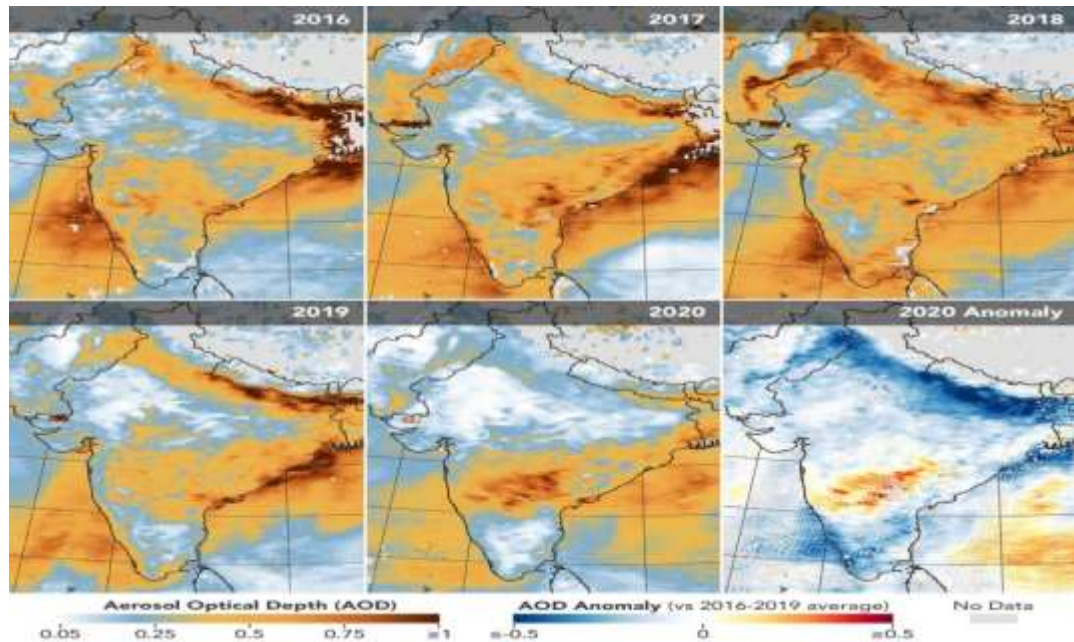 2016
2017
2018
2019
2020
2020 Anomaly
Aerosol Optical Depth (AOD)
0.05 0.25 0.5 0.75 ≥1
AOD Anomaly (vs 2016-2019 average)
≤-0.5 0 ≥0.5
No Data